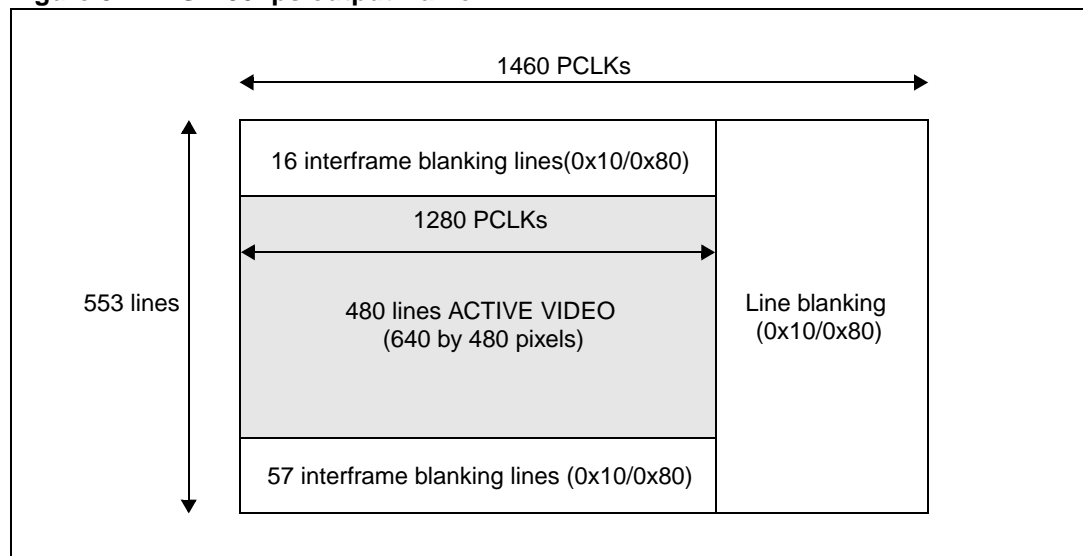 1460 PCLKs
16 interframe blanking lines(0x10/0x80)
1280 PCLKs
553 lines
480 lines ACTIVE VIDEO
(640 by 480 pixels)
Line blanking
(0x10/0x80)
57 interframe blanking lines (0x10/0x80)